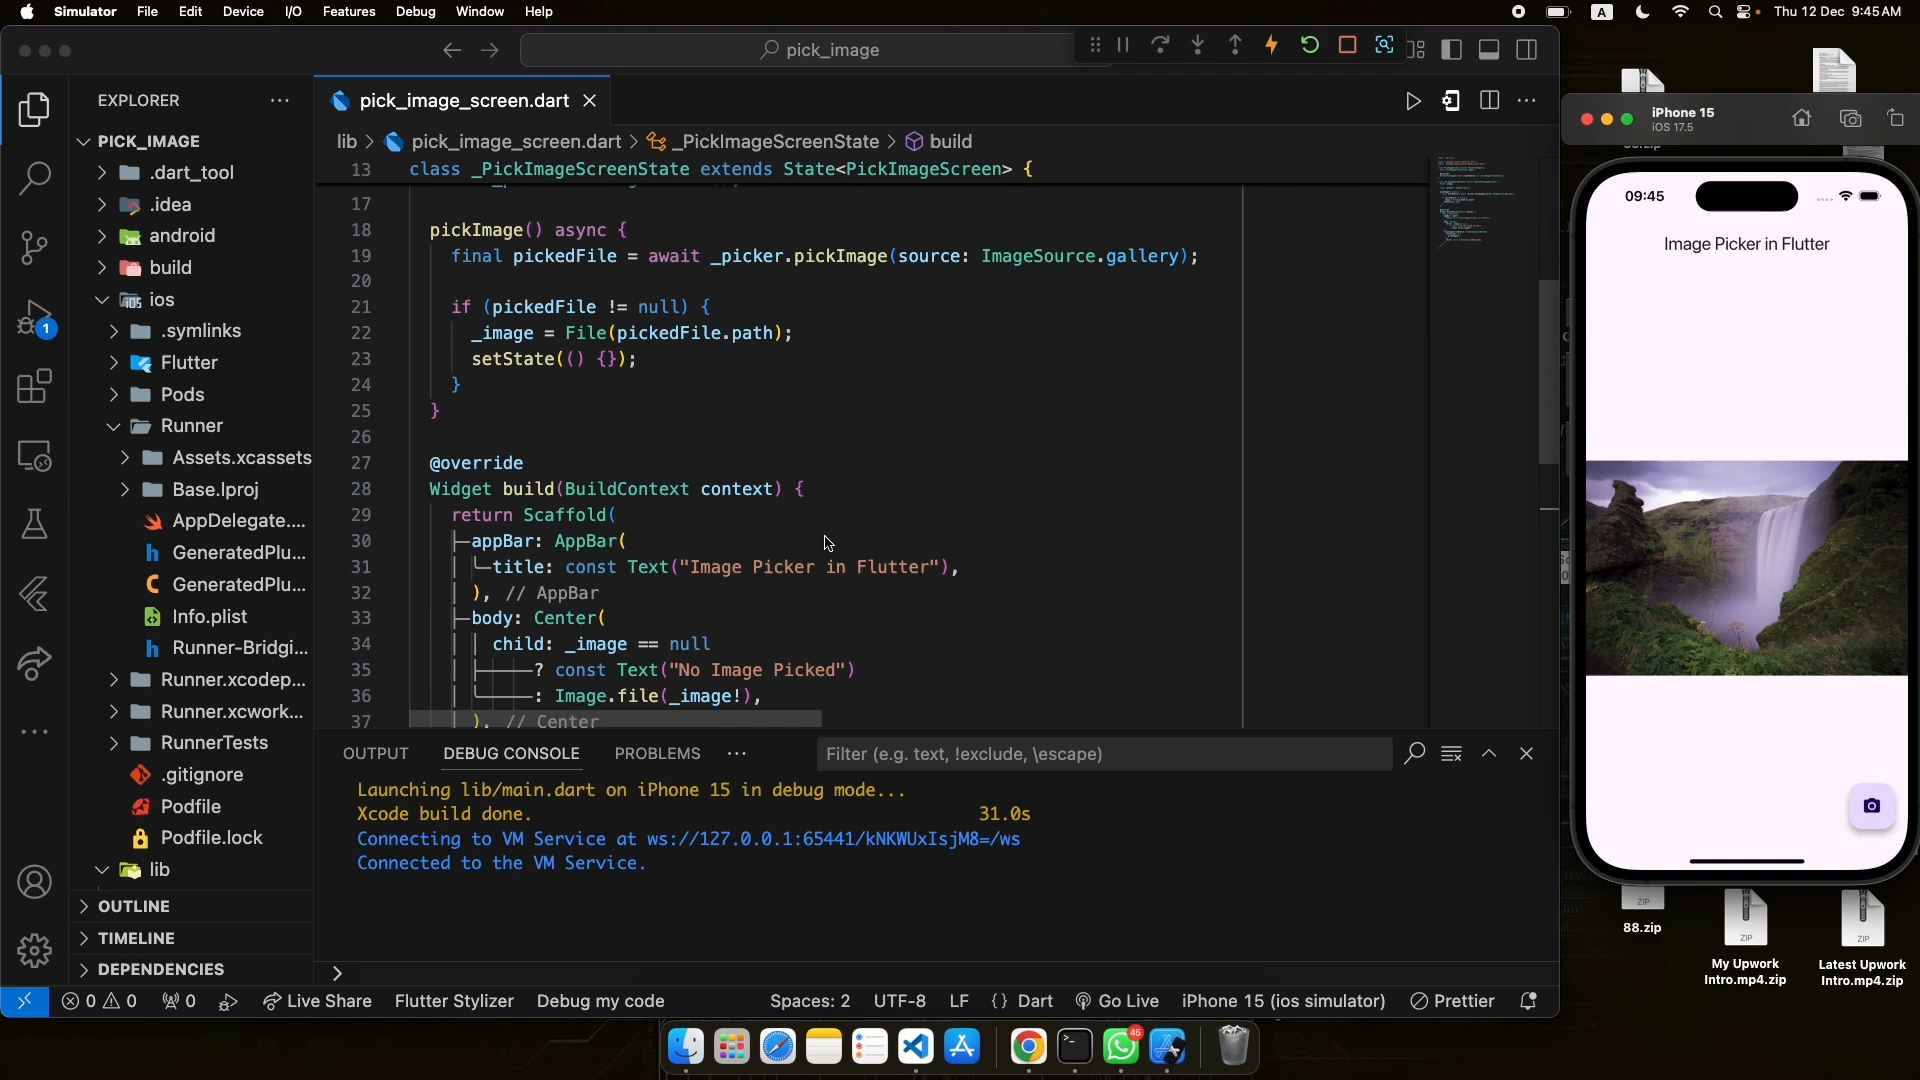 Simulator File Edit Device I/O Features Debug Window Help
A
Thu 12 Dec 9:45 AM
pick_image
EXPLORER
PICK_IMAGE
.dart_tool
.idea
android
build
ios
.symlinks
Flutter
Pods
Runner
Assets.xcassets
Base.lproj
AppDelegate....
GeneratedPlu...
GeneratedPlu...
Info.plist
Runner-Bridgi...
Runner.xcodep...
Runner.xcwork...
RunnerTests
.gitignore
Podfile
Podfile.lock
lib
OUTLINE
TIMELINE
DEPENDENCIES
1
pick_image_screen.dart
lib > pick_image_screen.dart > _PickImageScreenState > build
13 class _PickImageScreenState extends State<PickImageScreen> {
17
18 pickImage() async {
19 final pickedFile = await _picker.pickImage(source: ImageSource.gallery);
20
21 if (pickedFile != null) {
22 _image = File(pickedFile.path);
23 setState(() {});
24 }
25 }
26
27 @override
28 Widget build(BuildContext context) {
29 return Scaffold(
30 appBar: AppBar(
31 title: const Text("Image Picker in Flutter"),
32 ), // AppBar
33 body: Center(
34 child: _image == null
35 ? const Text("No Image Picked")
36 : Image.file(_image!),
37 ), // Center
OUTPUT DEBUG CONSOLE PROBLEMS
Filter (e.g. text, !exclude, \escape)
Launching lib/main.dart on iPhone 15 in debug mode...
Xcode build done. 31.0s
Connecting to VM Service at ws://127.0.0.1:65441/kNKWUxIsjM8=/ws
Connected to the VM Service.
0 0 0 Live Share Flutter Stylizer Debug my code Spaces: 2 UTF-8 LF {} Dart Go Live iPhone 15 (ios simulator) Prettier
iPhone 15
iOS 17.5
09:45
Image Picker in Flutter
ZIP
88.zip
ZIP
My Upwork
Intro.mp4.zip
ZIP
Latest Upwork
Intro.mp4.zip
45